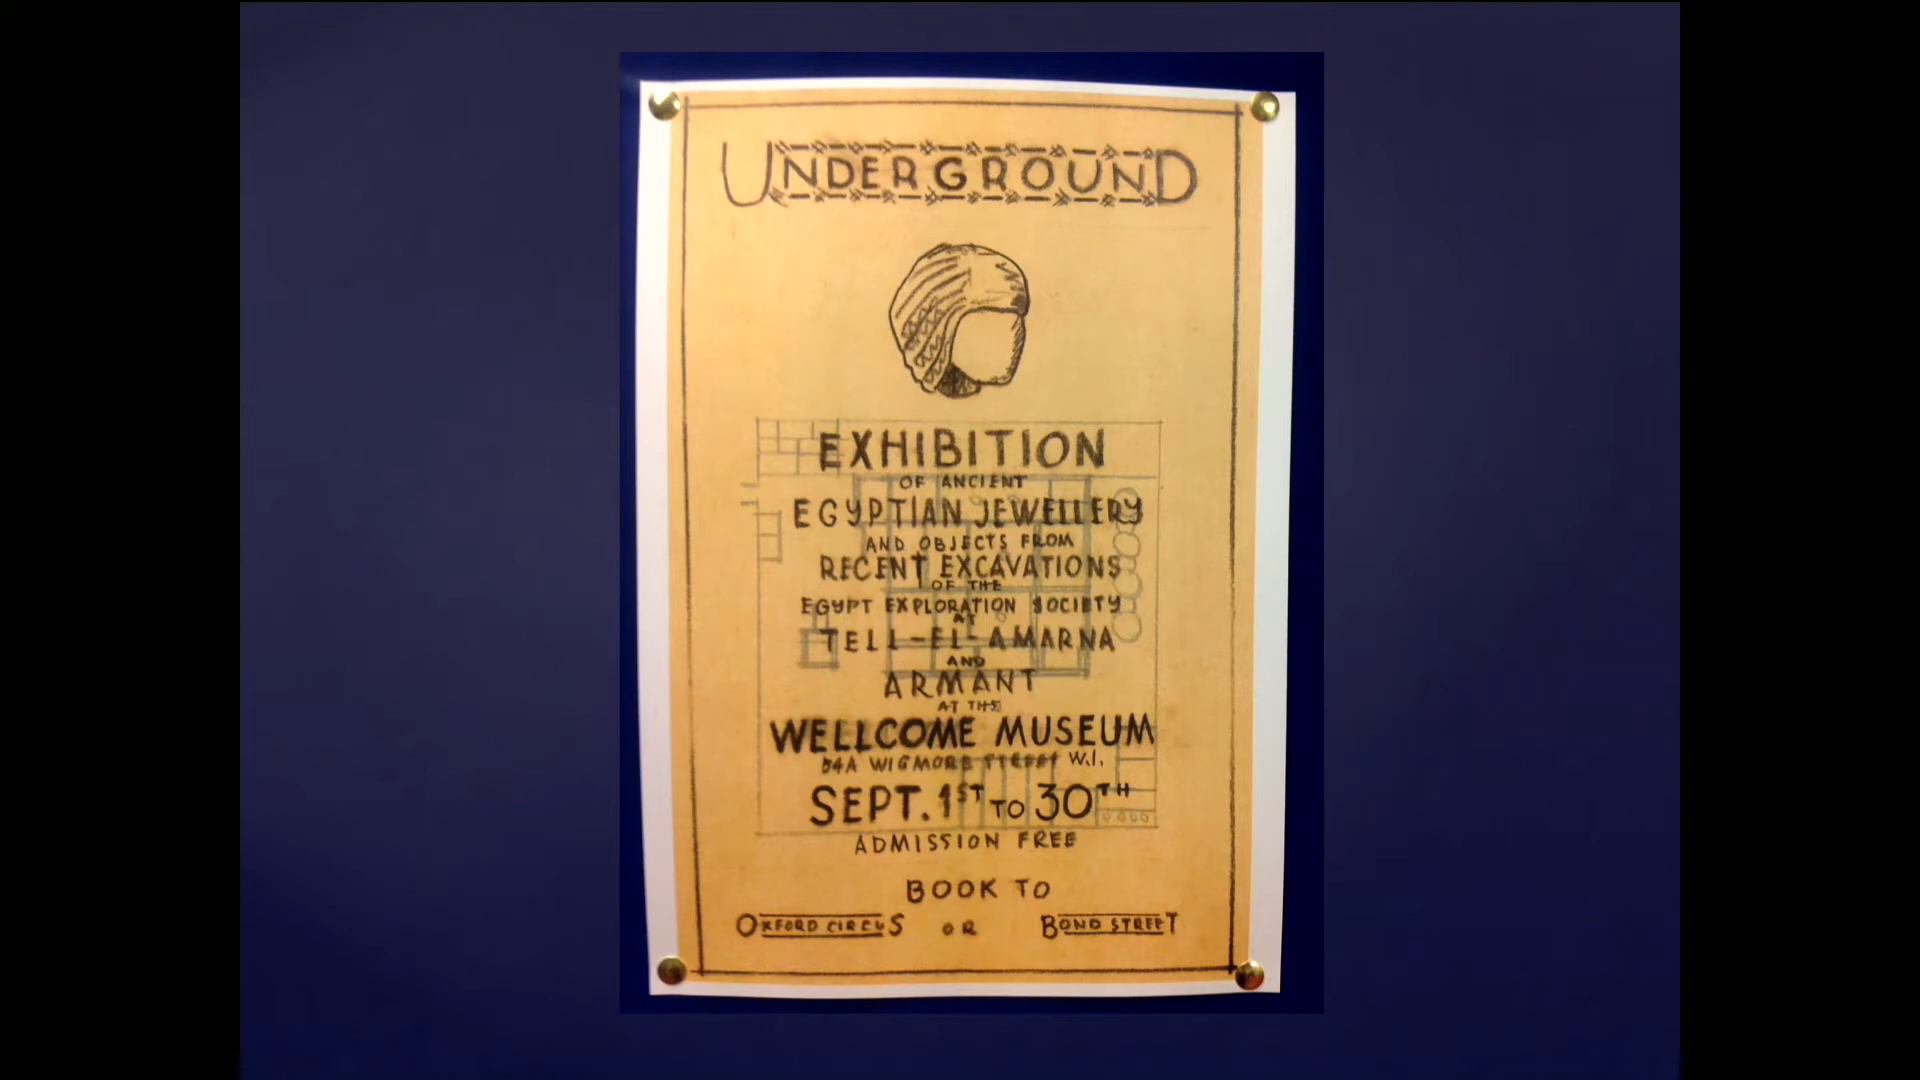 UNDERGROUND
EXHIBITION
OF ANCIENT
EGYPTIAN JEWELLERY
AND OBJECTS FROM
RECENT EXCAVATIONS
OF THE
EGYPT EXPLORATION SOCIETY
AT
TELL-EL-AMARNA
AND
ARMANT
AT THE
WELLCOME MUSEUM
54A WIGMORE STREET W.I.
SEPT. 1ST TO 30TH
ADMISSION FREE
BOOK TO
OXFORD CIRCUS OR BOND STREET